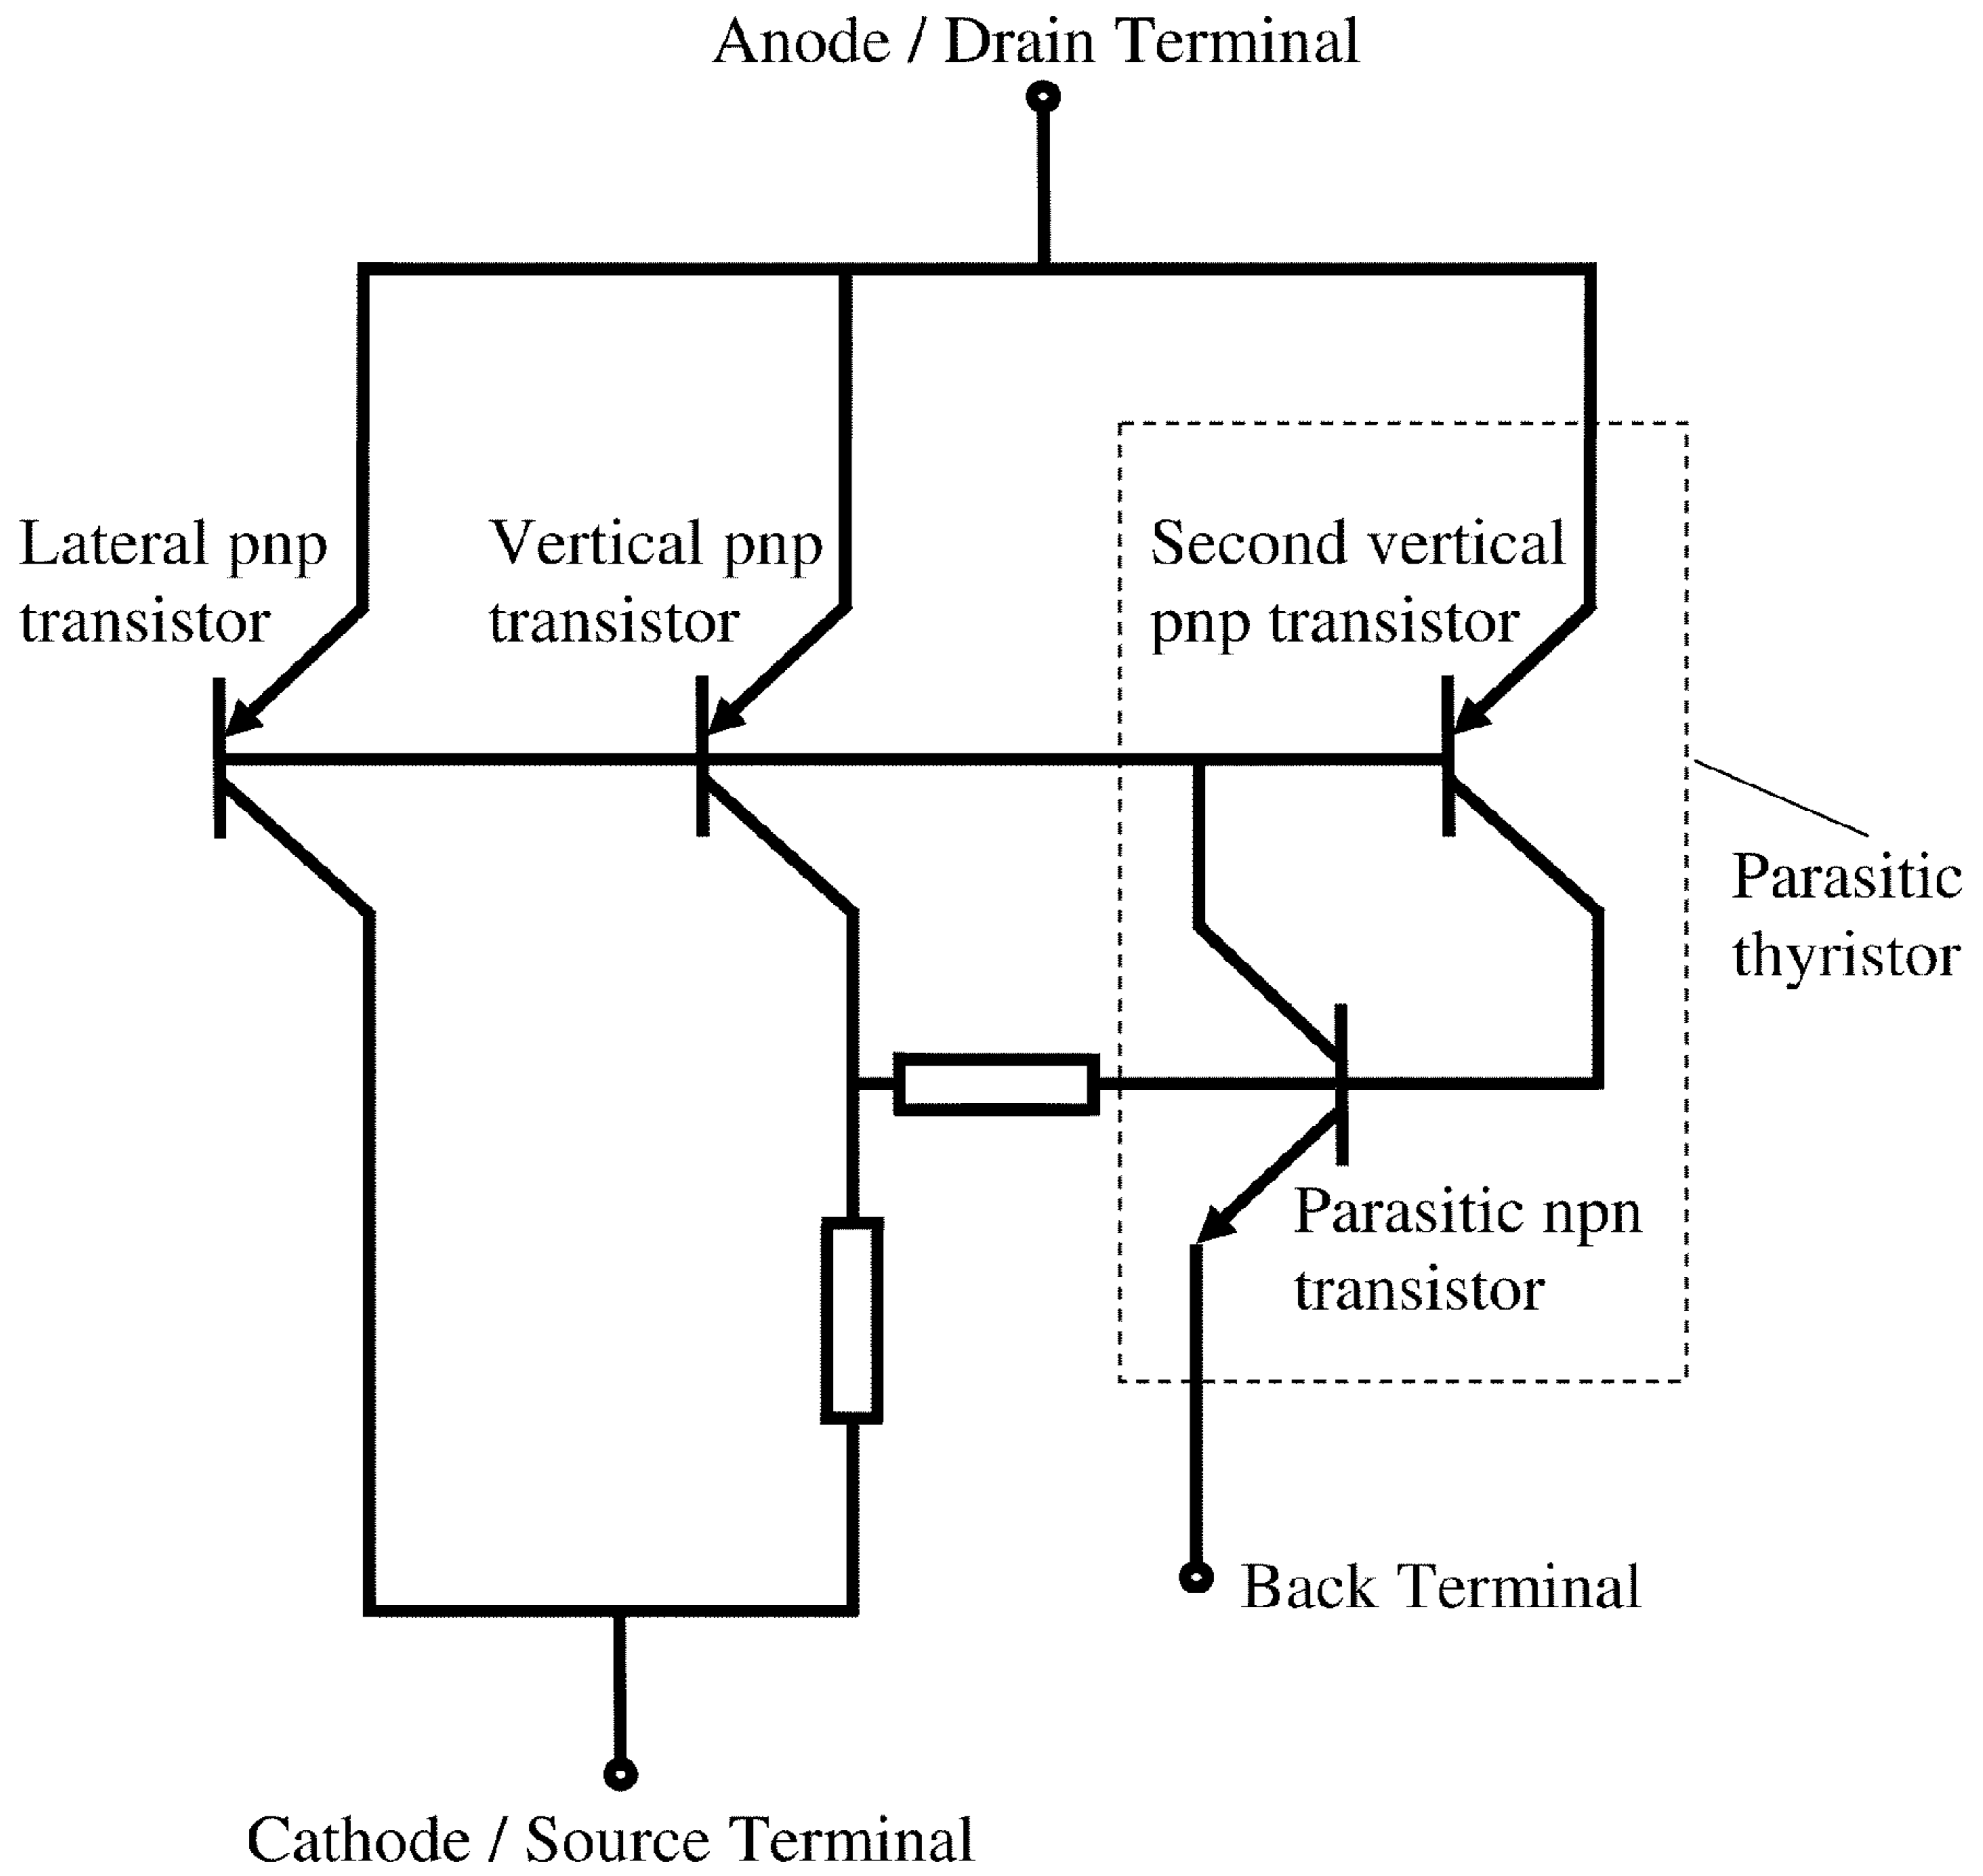 Anode / Drain Terminal
Lateral pnp
transistor
Vertical pnp
transistor
Second vertical
pnp transistor
Parasitic
thyristor
Parasitic npn
transistor
Back Terminal
Cathode / Source Terminal